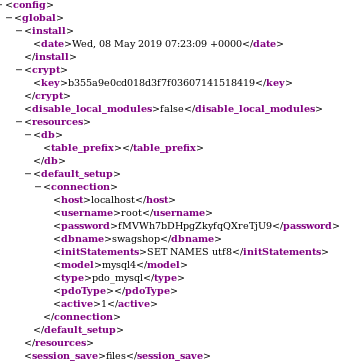 − <config>
− <global>
− <install>
<date>Wed, 08 May 2019 07:23:09 +0000</date>
</install>
− <crypt>
<key>b355a9e0cd018d3f7f03607141518419</key>
</crypt>
<disable_local_modules>false</disable_local_modules>
− <resources>
− <db>
<table_prefix></table_prefix>
</db>
− <default_setup>
− <connection>
<host>localhost</host>
<username>root</username>
<password>fMVWh7bDHpgZkyfqQXreTjU9</password>
<dbname>swagshop</dbname>
<initStatements>SET NAMES utf8</initStatements>
<model>mysql4</model>
<type>pdo_mysql</type>
<pdoType></pdoType>
<active>1</active>
</connection>
</default_setup>
</resources>
<session_save>files</session_save>